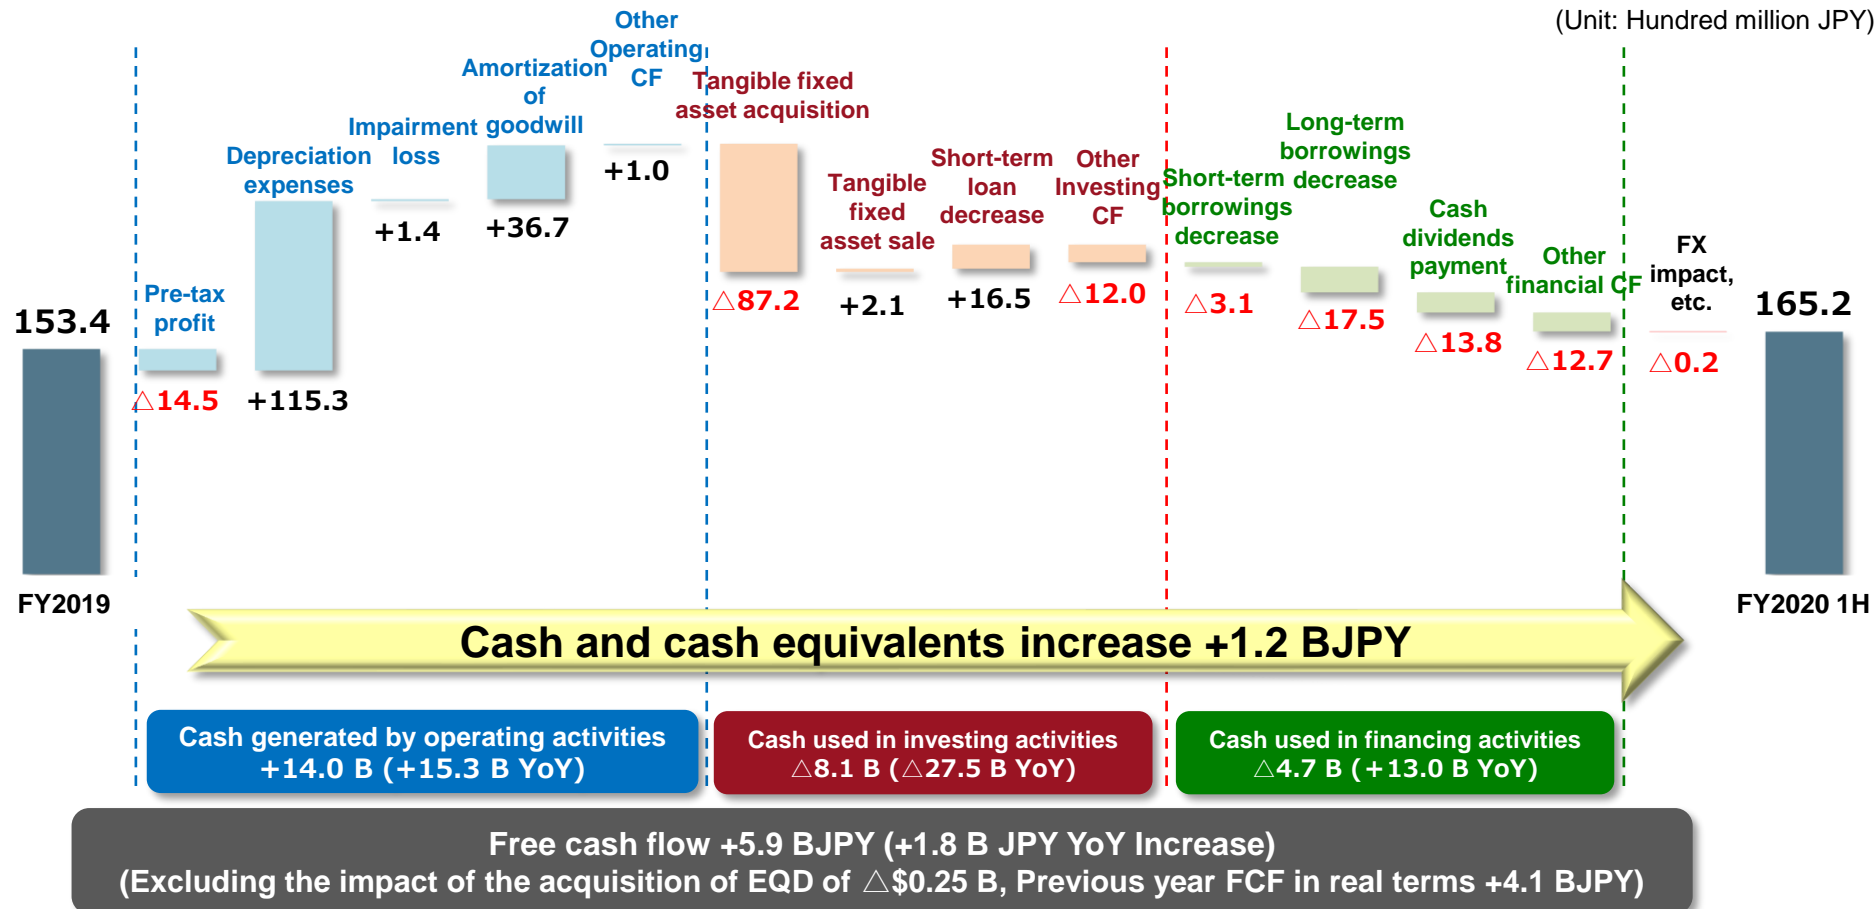 (Unit: Hundred million JPY)
153.4
FY2019
Pre-tax
profit
△14.5
Depreciation
expenses
+115.3
Impairment
loss
+1.4
Amortization
of
goodwill
+36.7
Other
Operating
CF
+1.0
Tangible fixed
asset acquisition
△87.2
Tangible
fixed
asset sale
+2.1
Short-term
loan
decrease
+16.5
Other
Investing
CF
△12.0
Short-term
borrowings
decrease
△3.1
Long-term
borrowings
decrease
△17.5
Cash
dividends
payment
△13.8
Other
financial CF
△12.7
FX
impact,
etc.
△0.2
165.2
FY2020 1H
Cash and cash equivalents increase +1.2 BJPY
Cash generated by operating activities
+14.0 B (+15.3 B YoY)
Cash used in investing activities
△8.1 B (△27.5 B YoY)
Cash used in financing activities
△4.7 B (+13.0 B YoY)
Free cash flow +5.9 BJPY (+1.8 B JPY YoY Increase)
(Excluding the impact of the acquisition of EQD of △$0.25 B, Previous year FCF in real terms +4.1 BJPY)